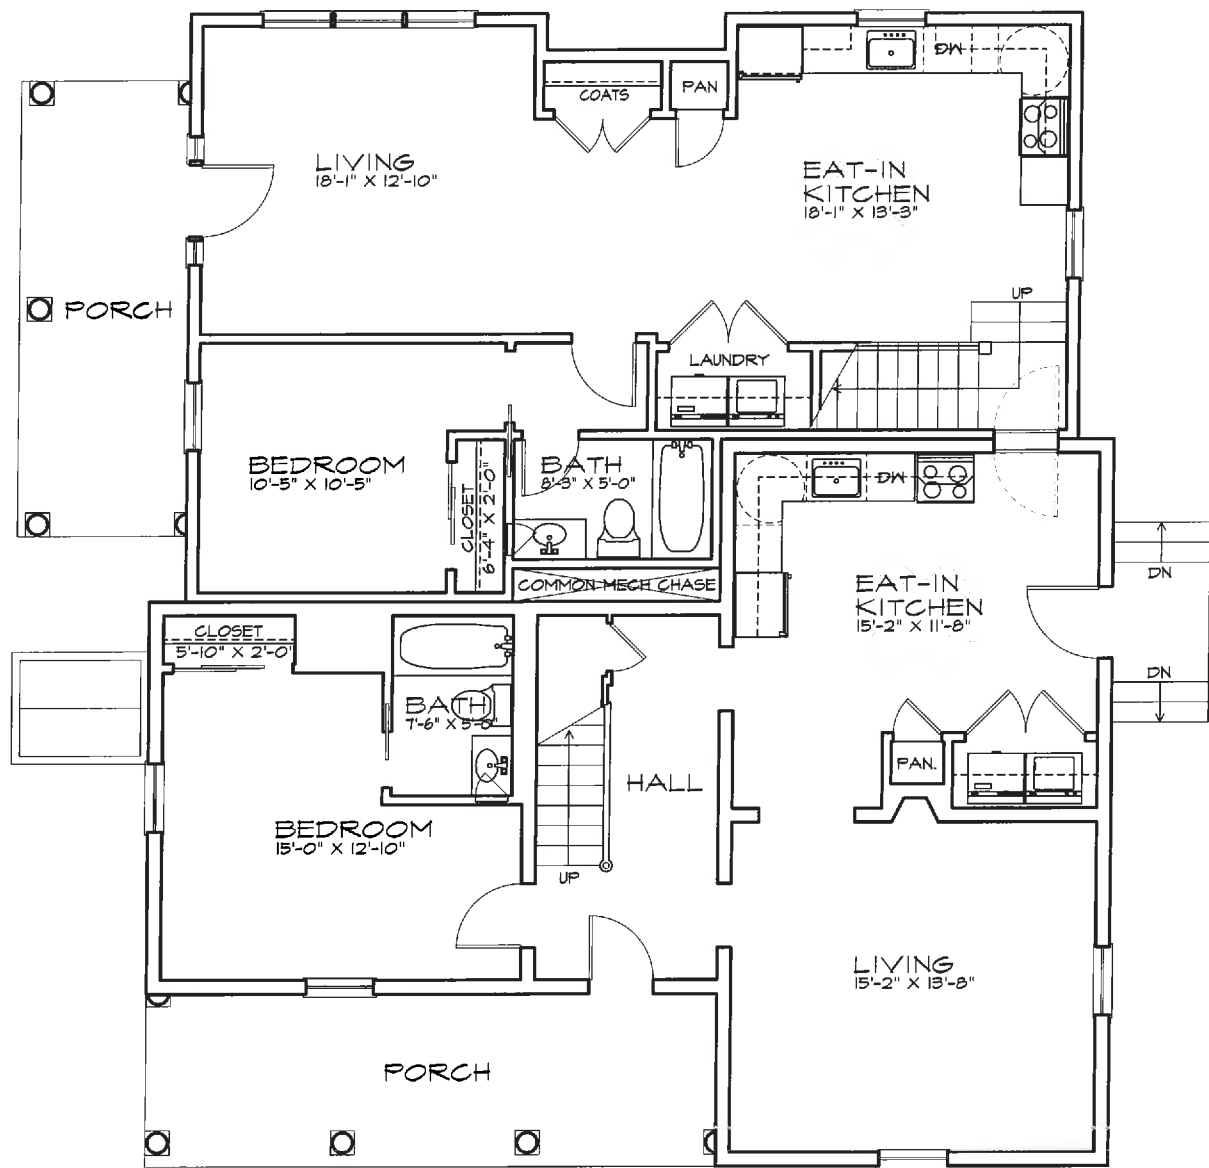 COATS
PAN
DW
LIVING
18'-1" X 12'-10"
EAT-IN
KITCHEN
18'-1" X 13'-3"
UP
PORCH
LAUNDRY
BEDROOM
10'-5" X 10'-5"
CLOSET
6'-4" X 2'-0"
BATH
8'-3" X 5'-0"
DW
COMMON MECH CHASE
EAT-IN
KITCHEN
15'-2" X 11'-8"
DN
DN
CLOSET
5'-10" X 2'-0"
BATH
7'-6" X 5'-0"
HALL
PAN.
BEDROOM
15'-0" X 12'-10"
UP
LIVING
15'-2" X 13'-8"
PORCH